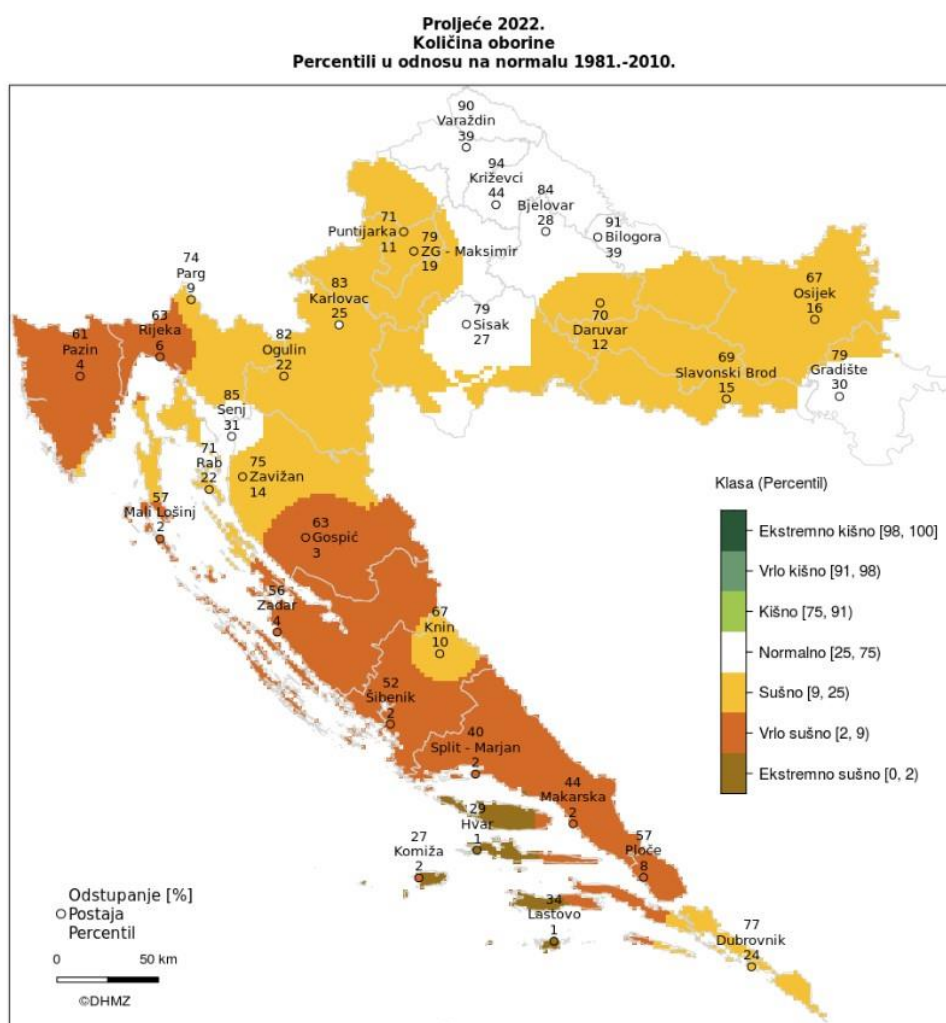 Proljeće 2022.
Količina oborine
Percentili u odnosu na normalu 1981.-2010.
90
Varaždin
39
94
Križevci
44
84
Bjelovar
28
91
Bilogora
39
71
Puntijarka
11
79
ZG - Maksimir
19
74
Parg
9
83
Karlovac
25
67
Osijek
16
63
Rijeka
6
61
Pazin
4
82
Ogulin
22
79
Sisak
27
70
Daruvar
12
69
Slavonski Brod
15
79
Gradište
30
85
Senj
31
71
Rab
22
75
Zavižan
14
57
Mali Lošinj
2
63
Gospić
3
56
Zadar
4
67
Knin
10
52
Šibenik
2
40
Split - Marjan
2
44
Makarska
2
29
Hvar
1
27
Komiža
2
57
Ploče
8
34
Lastovo
1
77
Dubrovnik
24
Klasa (Percentil)
Ekstremno kišno [98, 100]
Vrlo kišno [91, 98)
Kišno [75, 91)
Normalno [25, 75)
Sušno [9, 25)
Vrlo sušno [2, 9)
Ekstremno sušno [0, 2)
Odstupanje [%]
Postaja
Percentil
0 50 km
©DHMZ